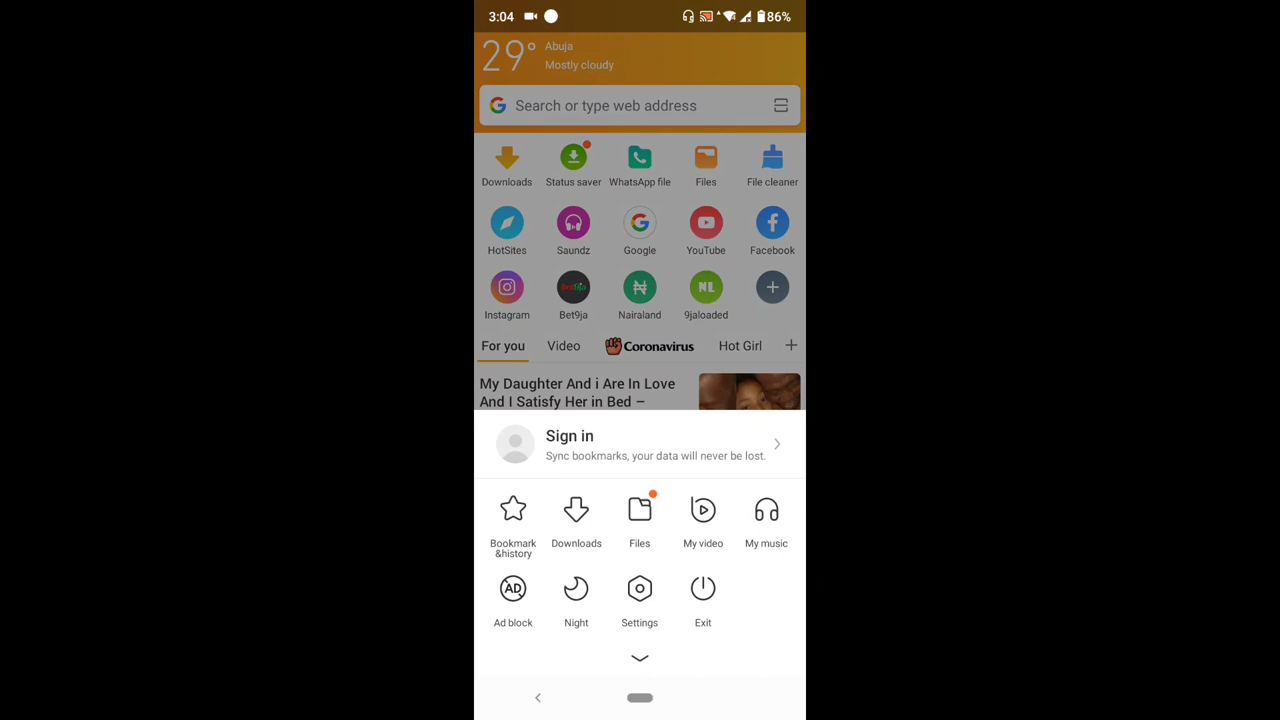 3:04
86%
29°
Abuja
Mostly cloudy
Search or type web address
Downloads
Status saver
WhatsApp file
Files
File cleaner
HotSites
Saundz
Google
YouTube
Facebook
Instagram
Bet9ja
Bet9ja
Nairaland
NL
9jaloaded
For you
Video
Coronavirus
Hot Girl
My Daughter And i Are In Love
And I Satisfy Her in Bed –
Sign in
Sync bookmarks, your data will never be lost.
Bookmark
&history
Downloads
Files
My video
My music
AD
Ad block
Night
Settings
Exit